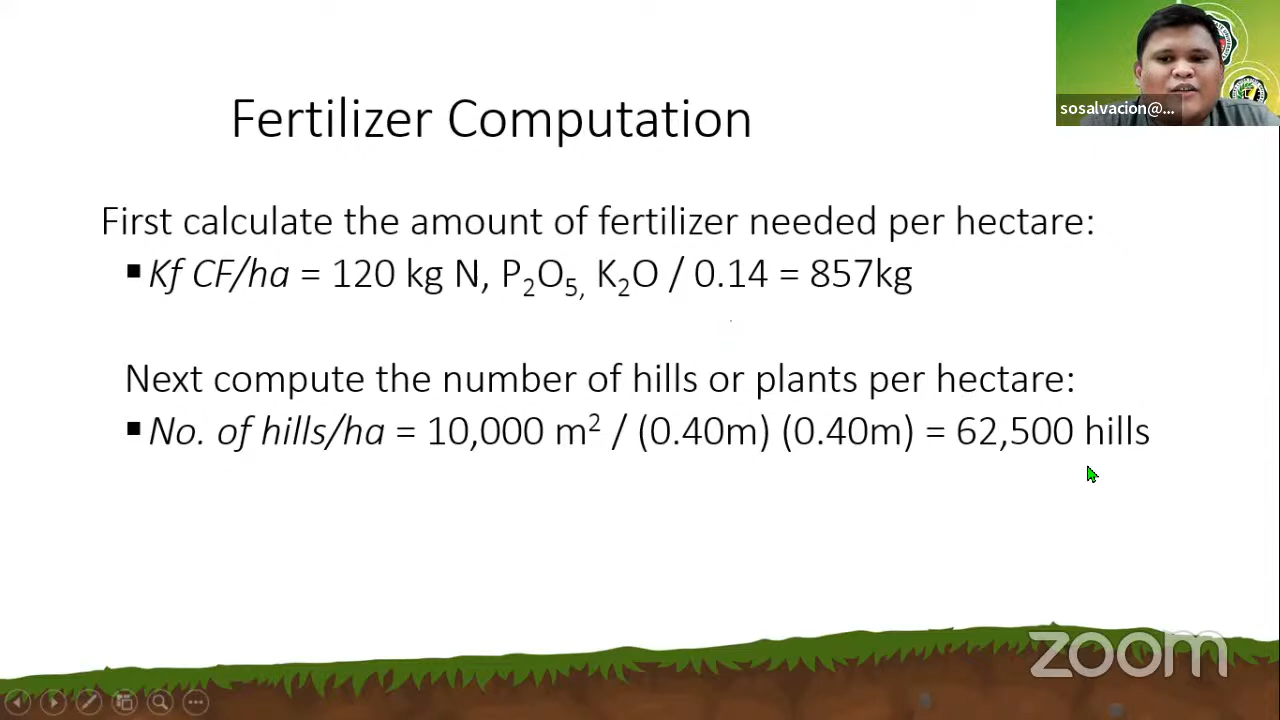 sosalvacion@...
Fertilizer Computation
First calculate the amount of fertilizer needed per hectare:
▪ Kf CF/ha = 120 kg N, P₂O₅, K₂O / 0.14 = 857kg
Next compute the number of hills or plants per hectare:
▪ No. of hills/ha = 10,000 m² / (0.40m) (0.40m) = 62,500 hills
zoom